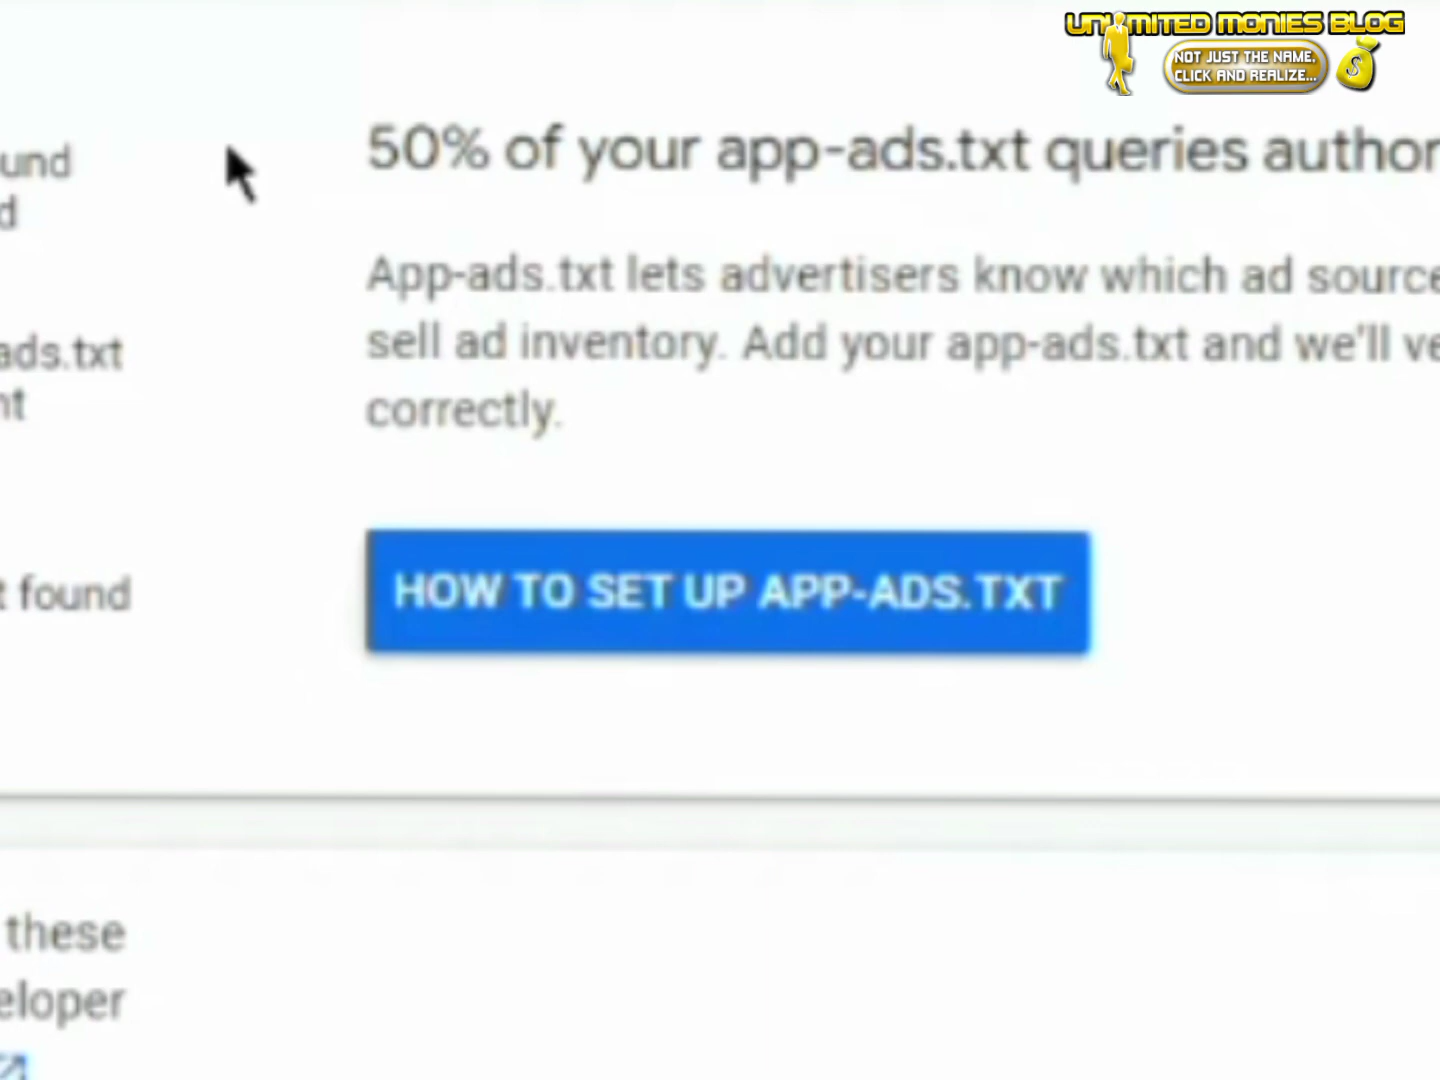 UNLIMITED MONIES BLOG
NOT JUST THE NAME,
CLICK AND REALIZE...
50% of your app-ads.txt queries author
und
d
App-ads.txt lets advertisers know which ad source
sell ad inventory. Add your app-ads.txt and we'll ve
correctly.
ads.txt
nt
HOW TO SET UP APP-ADS.TXT
t found
these
eloper